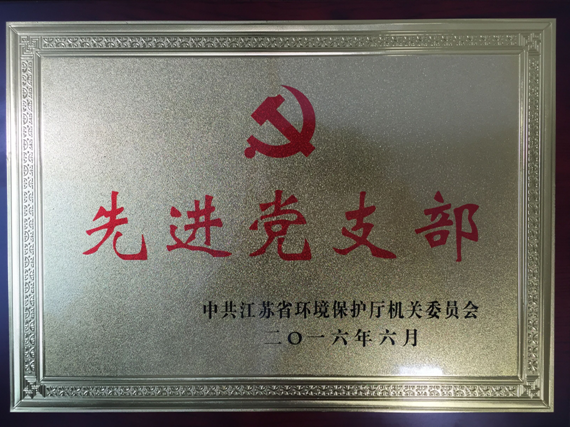 先进党支部
中共江苏省环境保护厅机关委员会
二〇一六年六月